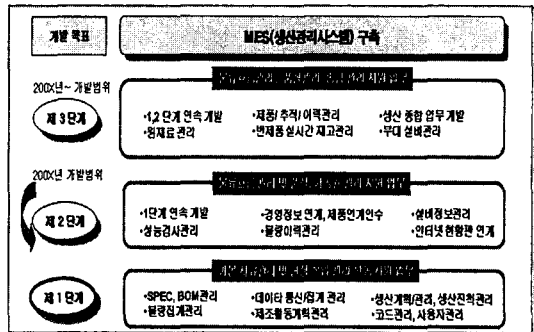 개발 목표
MES(생산관리시스템) 구축
200X년~ 개발범위
제 3 단계
•1,2 단계 연속 개발 •제품/ 추적/ 이력관리 •생산 종합 업무 개발
•원재료 관리 •반제품 실시간 재고관리 •부대 설비관리
200X년 개발범위
제 2 단계
•1단계 연속 개발 •경영정보 연계, 제품인계인수 •설비정보관리
•성능검사관리 •불량이력관리 •인터넷 현황판 연계
제 1 단계
•SPEC, BOM관리 •데이타 통신/집계 관리 •생산계획/관리, 생산진척관리
•불량집계관리 •제조활동계획관리 •코드관리, 사용자관리